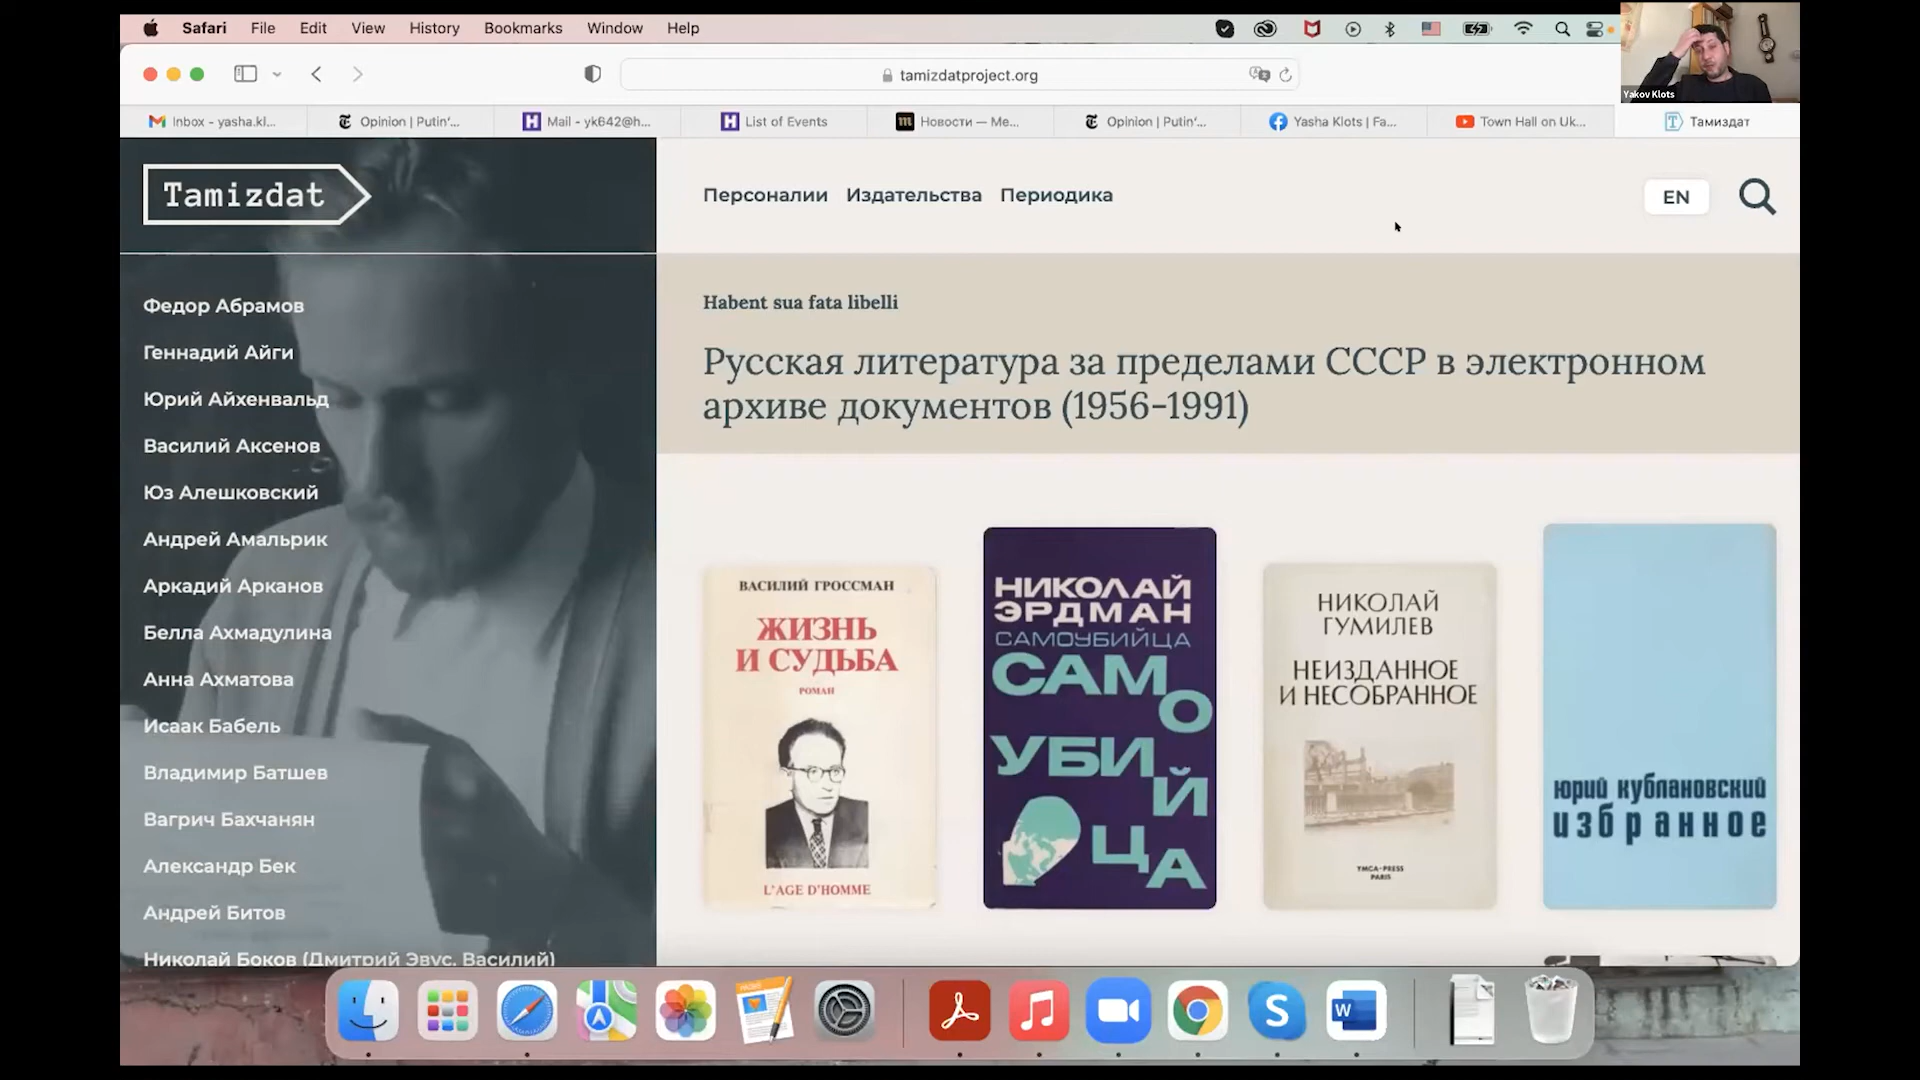 Safari File Edit View History Bookmarks Window Help
Yakov Klots
tamizdatproject.org
Inbox - yasha.kl...
Opinion | Putin'...
Mail - yk642@h...
List of Events
Новости — Ме...
Opinion | Putin'...
Yasha Klots | Fa...
Town Hall on Uk...
Тамиздат
Tamizdat
Персоналии Издательства Периодика
EN
Федор Абрамов
Геннадий Айги
Юрий Айхенвальд
Василий Аксенов
Юз Алешковский
Андрей Амальрик
Аркадий Арканов
Белла Ахмадулина
Анна Ахматова
Исаак Бабель
Владимир Батшев
Вагрич Бахчанян
Александр Бек
Андрей Битов
Николай Боков (Дмитрий Эвус, Василий)
Habent sua fata libelli
Русская литература за пределами СССР в электронном
архиве документов (1956-1991)
ВАСИЛИЙ ГРОССМАН
ЖИЗНЬ
И СУДЬБА
РОМАН
L'AGE D'HOMME
НИКОЛАЙ
ЭРДМАН
САМОУБИЙЦА
САМО
УБИЙ
ЦА
НИКОЛАЙ
ГУМИЛЕВ
НЕИЗДАННОЕ
И НЕСОБРАННОЕ
YMCA-PRESS
PARIS
юрий кублановский
избранное
PAGES
S
W